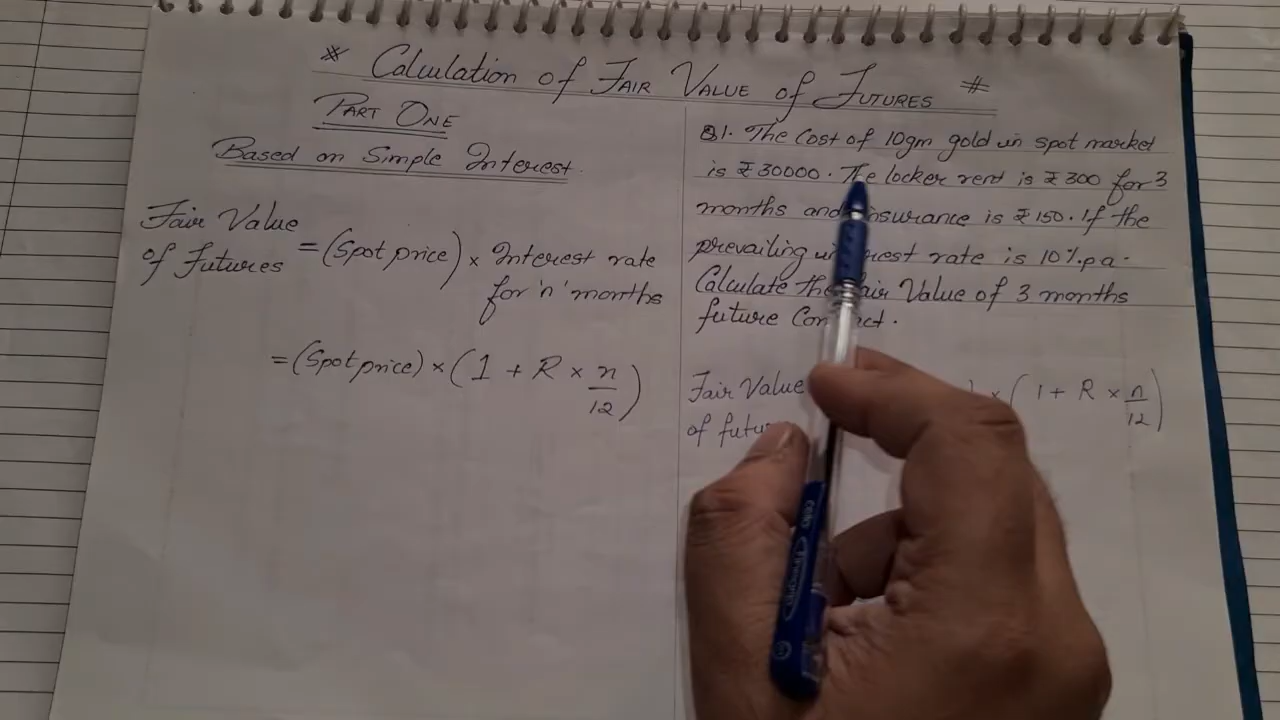 * Calculation of FAIR VALUE of FUTURES #
PART ONE
Based on Simple Interest
Fair Value
of Futures = (Spot price) × Interest rate
for 'n' months
= (Spot price) × ( 1 + R × n/12 )
Q1. The Cost of 10gm gold in spot market
is ₹30000. The locker rent is ₹300 for 3
months and insurance is ₹150. If the
prevailing interest rate is 10% pa.
Calculate the Fair Value of 3 months
future Contract.
Fair Value × ( 1 + R × n/12 )
of
cello